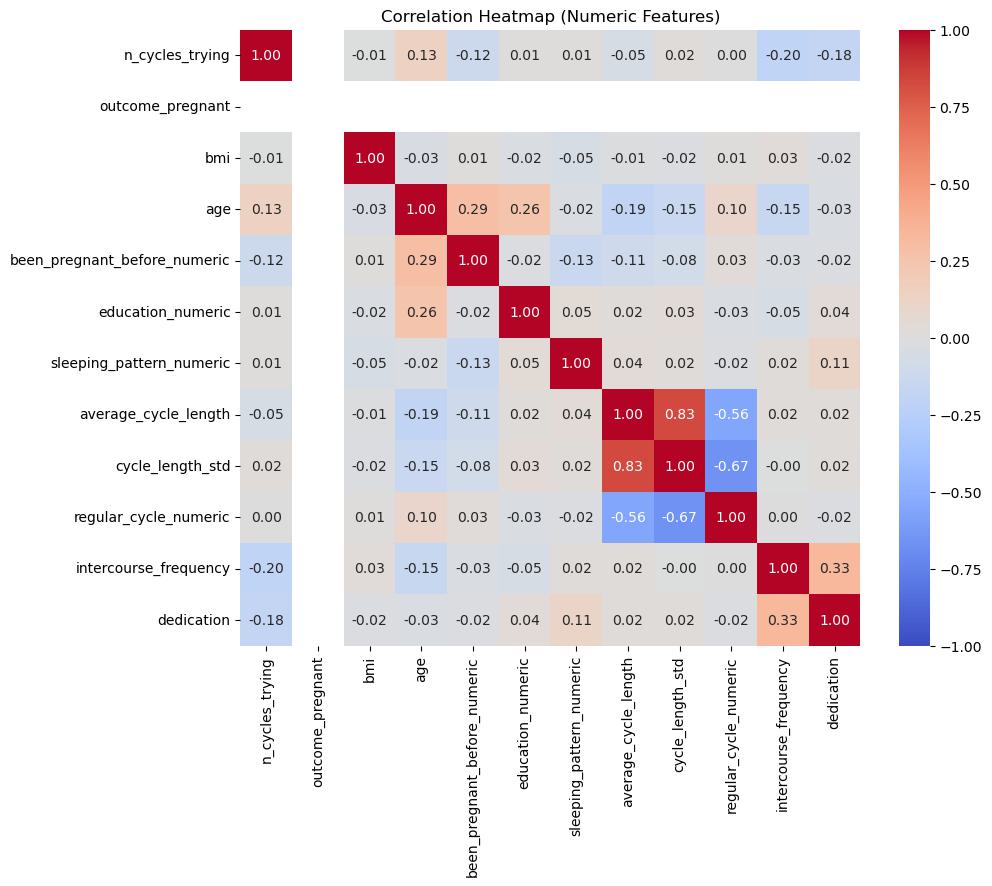 Correlation Heatmap (Numeric Features)
n_cycles_trying 1.00 -0.01 0.13 -0.12 0.01 0.01 -0.05 0.02 0.00 -0.20 -0.18
outcome_pregnant
bmi -0.01 1.00 -0.03 0.01 -0.02 -0.05 -0.01 -0.02 0.01 0.03 -0.02
age 0.13 -0.03 1.00 0.29 0.26 -0.02 -0.19 -0.15 0.10 -0.15 -0.03
been_pregnant_before_numeric -0.12 0.01 0.29 1.00 -0.02 -0.13 -0.11 -0.08 0.03 -0.03 -0.02
education_numeric 0.01 -0.02 0.26 -0.02 1.00 0.05 0.02 0.03 -0.03 -0.05 0.04
sleeping_pattern_numeric 0.01 -0.05 -0.02 -0.13 0.05 1.00 0.04 0.02 -0.02 0.02 0.11
average_cycle_length -0.05 -0.01 -0.19 -0.11 0.02 0.04 1.00 0.83 -0.56 0.02 0.02
cycle_length_std 0.02 -0.02 -0.15 -0.08 0.03 0.02 0.83 1.00 -0.67 -0.00 0.02
regular_cycle_numeric 0.00 0.01 0.10 0.03 -0.03 -0.02 -0.56 -0.67 1.00 0.00 -0.02
intercourse_frequency -0.20 0.03 -0.15 -0.03 -0.05 0.02 0.02 -0.00 0.00 1.00 0.33
dedication -0.18 -0.02 -0.03 -0.02 0.04 0.11 0.02 0.02 -0.02 0.33 1.00
n_cycles_trying
outcome_pregnant
bmi
age
been_pregnant_before_numeric
education_numeric
sleeping_pattern_numeric
average_cycle_length
cycle_length_std
regular_cycle_numeric
intercourse_frequency
dedication
1.00
0.75
0.50
0.25
0.00
−0.25
−0.50
−0.75
−1.00